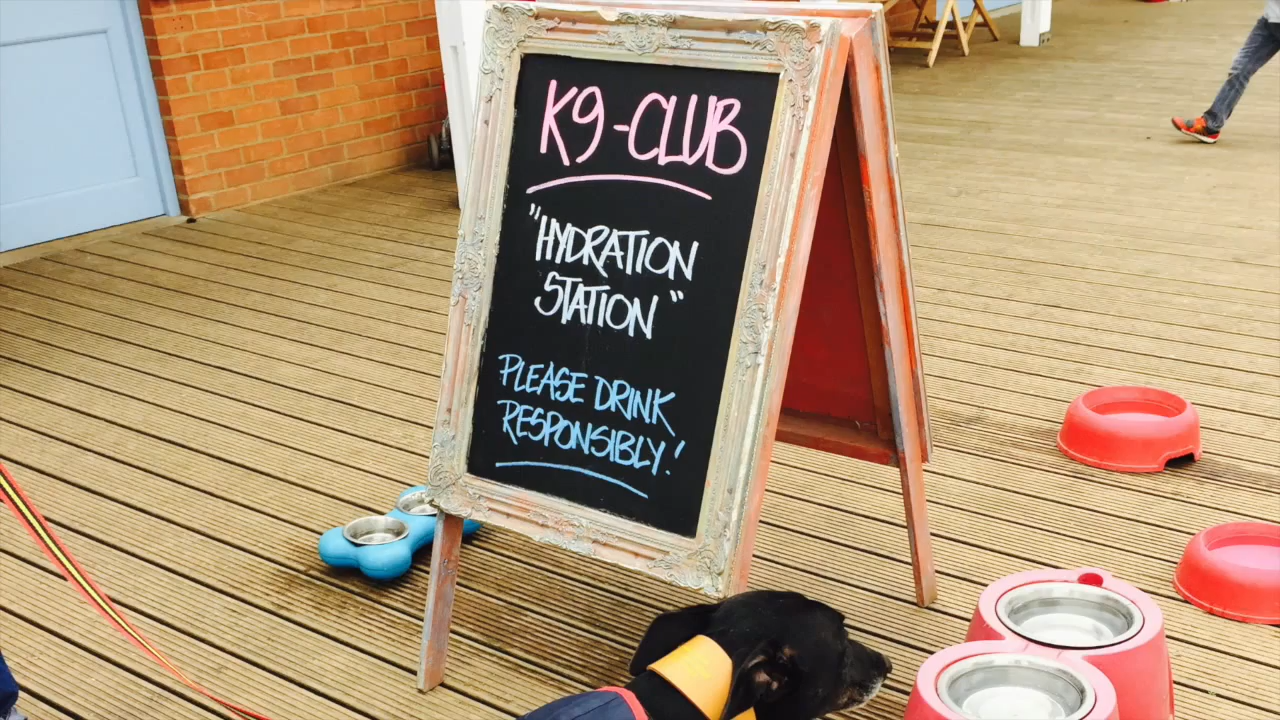 K9-CLUB
"HYDRATION
STATION"
PLEASE DRINK
RESPONSIBLY!